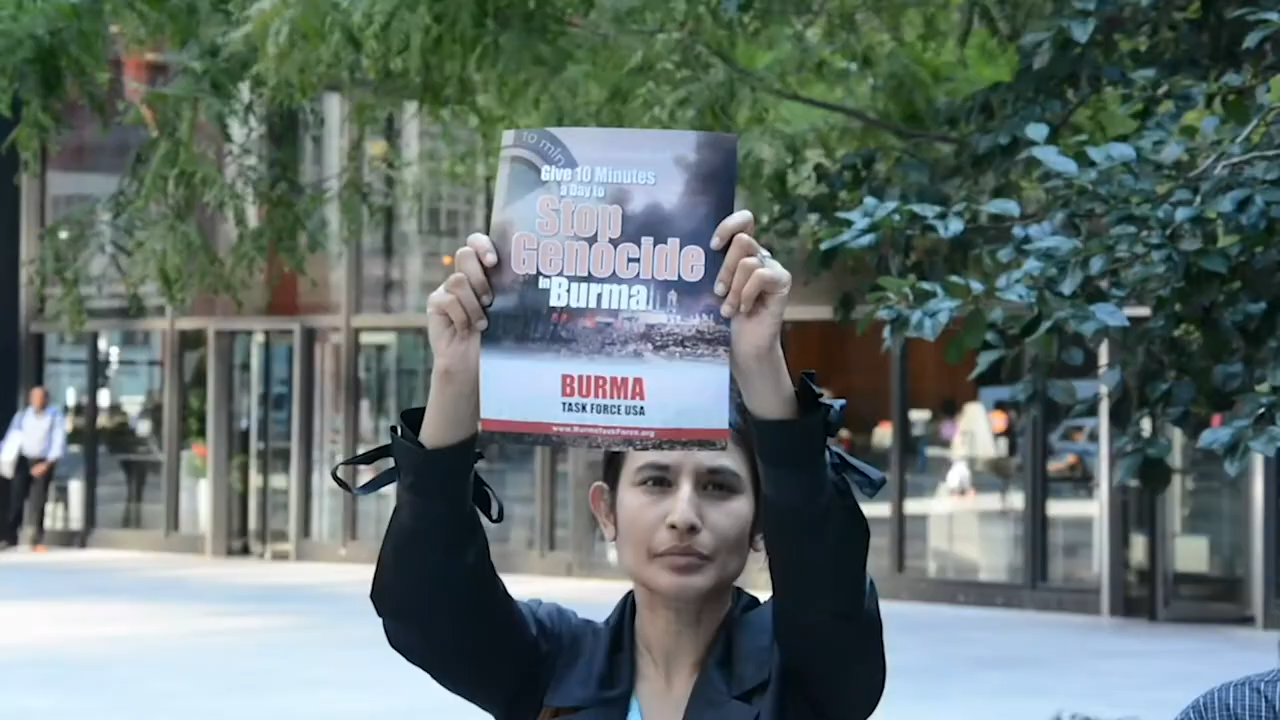 10 min
Give 10 Minutes
a Day to
Stop
Genocide
in Burma
BURMA
TASK FORCE USA
www.BurmaTaskForce.org